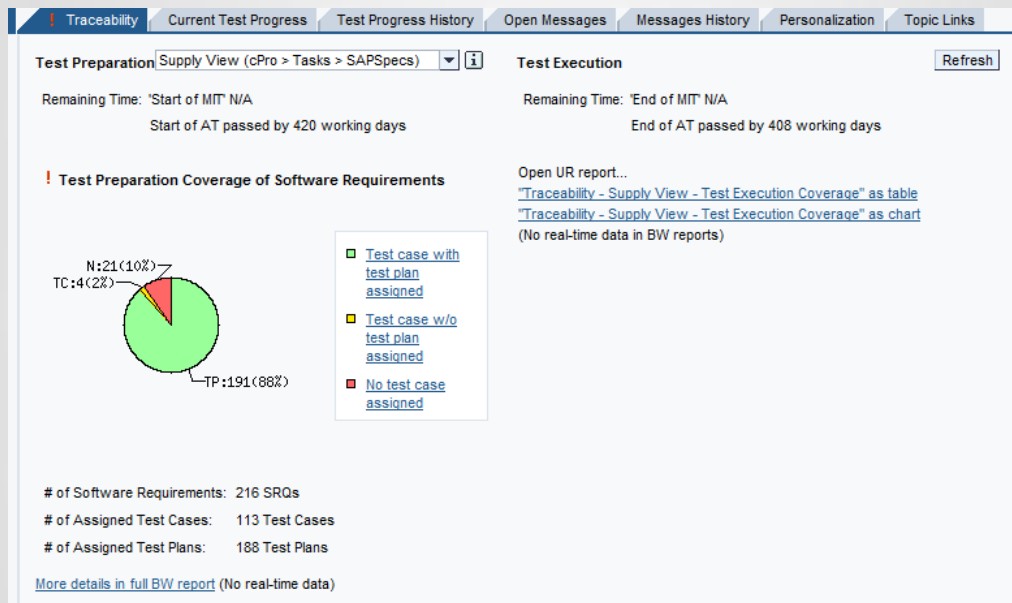 ! Traceability Current Test Progress Test Progress History Open Messages Messages History Personalization Topic Links
Test Preparation Supply View (cPro > Tasks > SAPSpecs) i
Remaining Time: 'Start of MIT' N/A
Start of AT passed by 420 working days
! Test Preparation Coverage of Software Requirements
N:21(10%)
TC:4(2%)
TP:191(88%)
Test case with
test plan
assigned
Test case w/o
test plan
assigned
No test case
assigned
# of Software Requirements: 216 SRQs
# of Assigned Test Cases: 113 Test Cases
# of Assigned Test Plans: 188 Test Plans
More details in full BW report (No real-time data)
Test Execution Refresh
Remaining Time: 'End of MIT' N/A
End of AT passed by 408 working days
Open UR report...
"Traceability - Supply View - Test Execution Coverage" as table
"Traceability - Supply View - Test Execution Coverage" as chart
(No real-time data in BW reports)